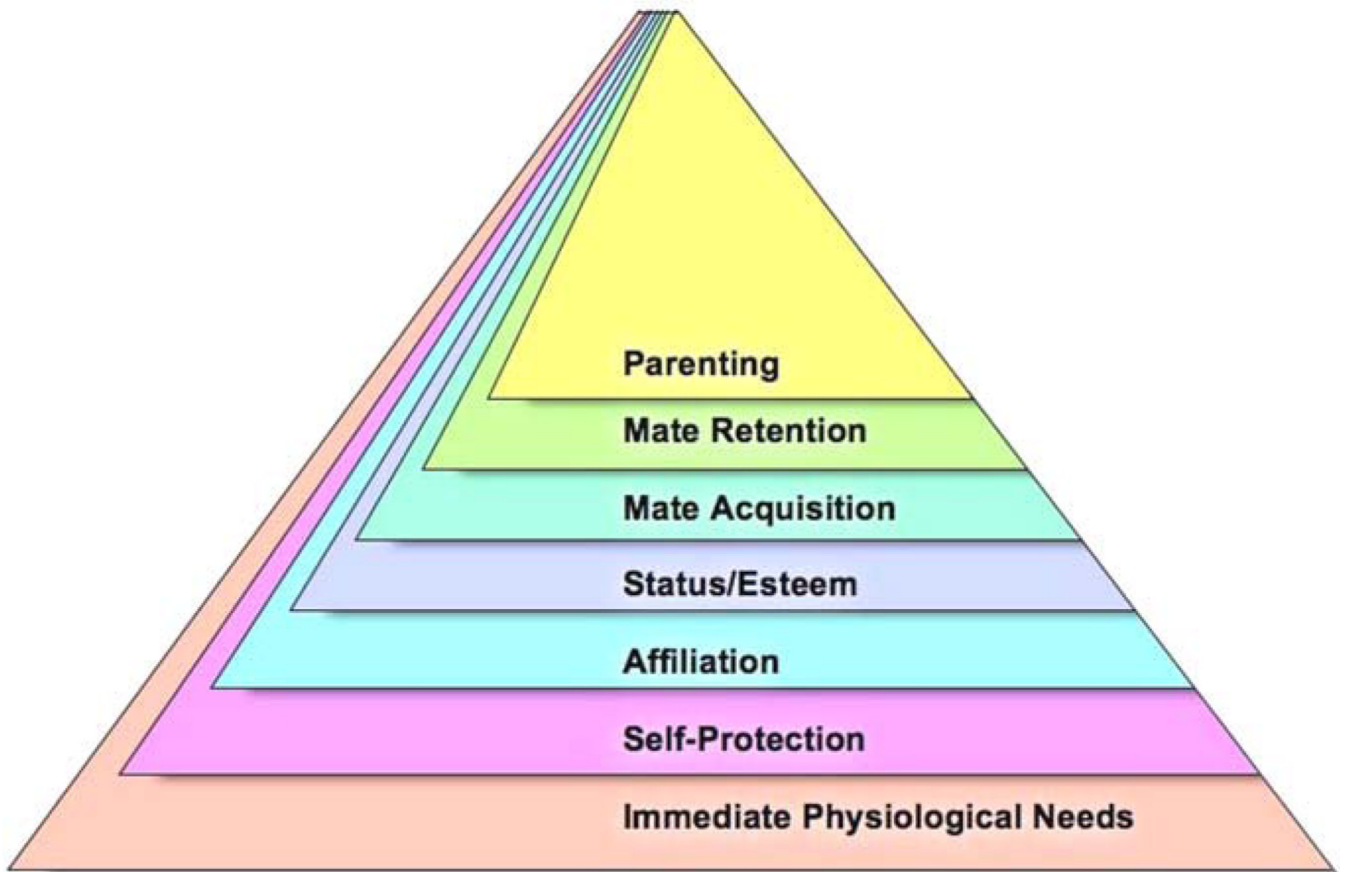 Parenting
Mate Retention
Mate Acquisition
Status/Esteem
Affiliation
Self-Protection
Immediate Physiological Needs